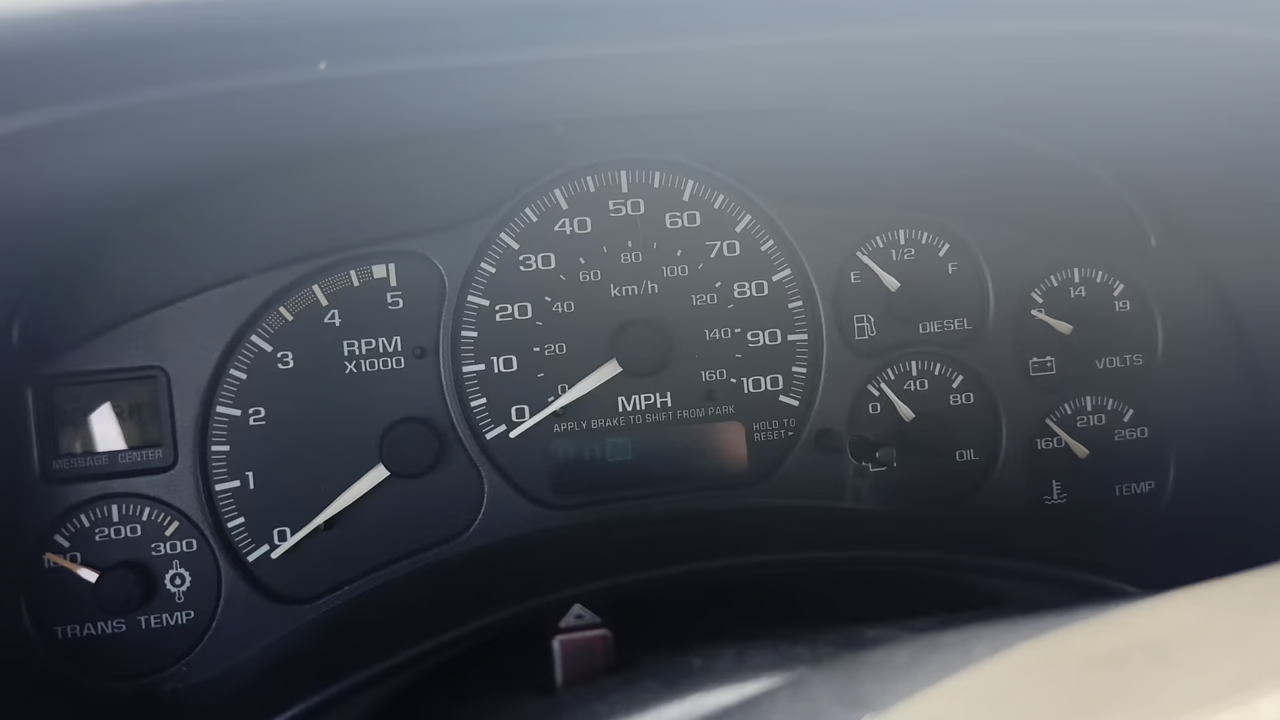 MESSAGE CENTER
100
200
300
TRANS TEMP
0
1
2
3
4
5
RPM
X1000
0
10
20
30
40
50
60
70
80
90
100
0
20
40
60
80
100
120
140
160
km/h
MPH
APPLY BRAKE TO SHIFT FROM PARK
HOLD TO
RESET
E
1/2
F
DIESEL
0
40
80
OIL
14
19
VOLTS
160
210
260
TEMP